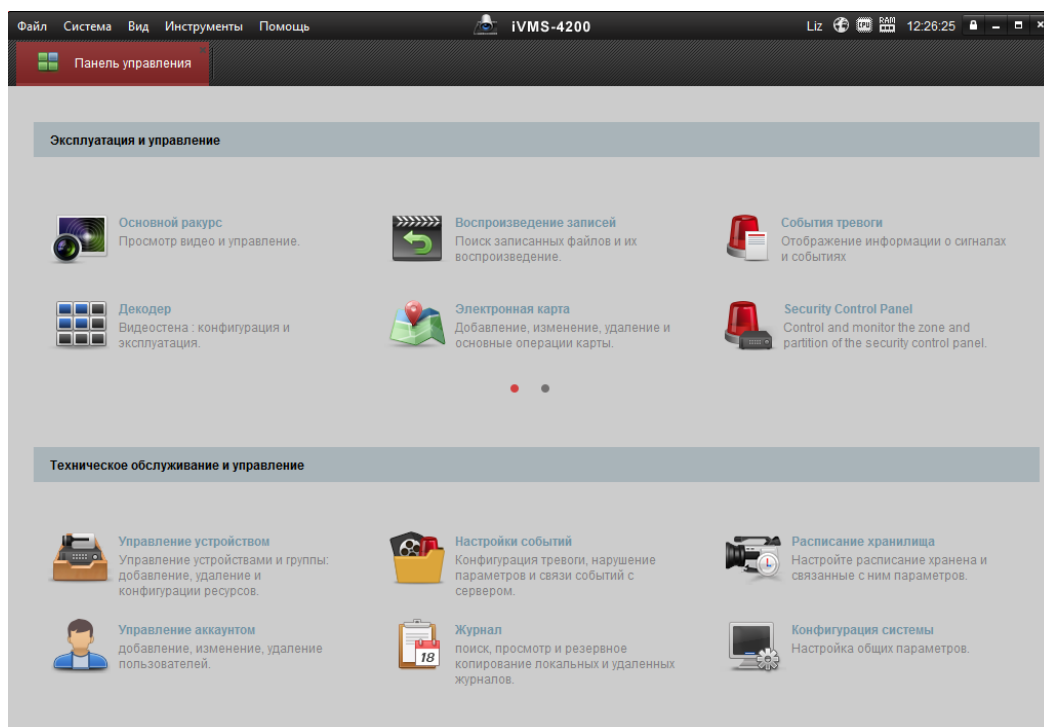 Файл Система Вид Инструменты Помощь iVMS-4200 Liz CPU RAM 12:26:25
Панель управления
Эксплуатация и управление
Основной ракурс
Просмотр видео и управление.
Воспроизведение записей
Поиск записанных файлов и их
воспроизведение.
События тревоги
Отображение информации о сигналах
и событиях
Декодер
Видеостена : конфигурация и
эксплуатация.
Электронная карта
Добавление, изменение, удаление и
основные операции карты.
Security Control Panel
Control and monitor the zone and
partition of the security control panel.
Техническое обслуживание и управление
Управление устройством
Управление устройствами и группы:
добавление, удаление и
конфигурации ресурсов.
Настройки событий
Конфигурация тревоги, нарушение
параметров и связи событий с
сервером.
Расписание хранилища
Настройте расписание хранена и
связанные с ним параметров.
Управление аккаунтом
добавление, изменение, удаление
пользователей.
Журнал
поиск, просмотр и резервное
копирование локальных и удаленных
журналов.
18
Конфигурация системы
Настройка общих параметров.